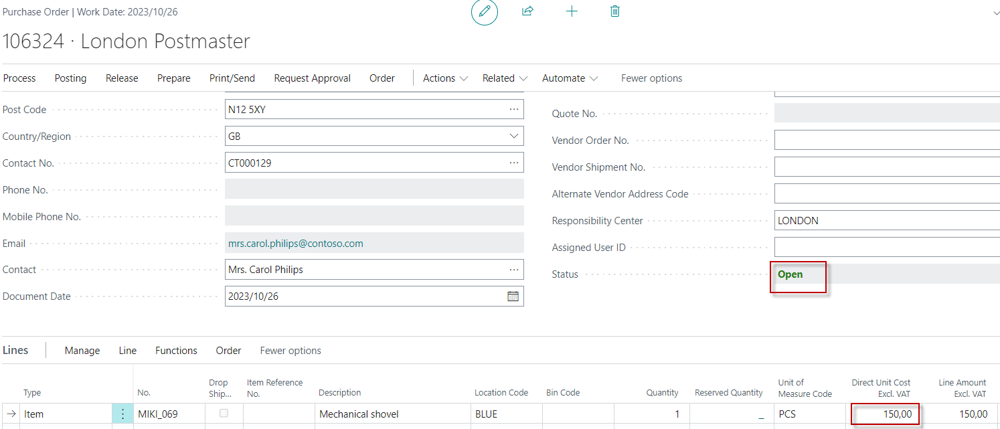 Purchase Order | Work Date: 2023/10/26
106324 · London Postmaster
Process Posting Release Prepare Print/Send Request Approval Order Actions Related Automate Fewer options
Post Code N12 5XY
Country/Region GB
Contact No. CT000129
Phone No.
Mobile Phone No.
Email mrs.carol.philips@contoso.com
Contact Mrs. Carol Philips
Document Date 2023/10/26
Quote No.
Vendor Order No.
Vendor Shipment No.
Alternate Vendor Address Code
Responsibility Center LONDON
Assigned User ID
Status Open
Lines Manage Line Functions Order Fewer options
Type No. Drop Ship... Item Reference No. Description Location Code Bin Code Quantity Reserved Quantity Unit of Measure Code Direct Unit Cost Excl. VAT Line Amount Excl. VAT
Item MIKI_069 Mechanical shovel BLUE 1 _ PCS 150,00 150,00